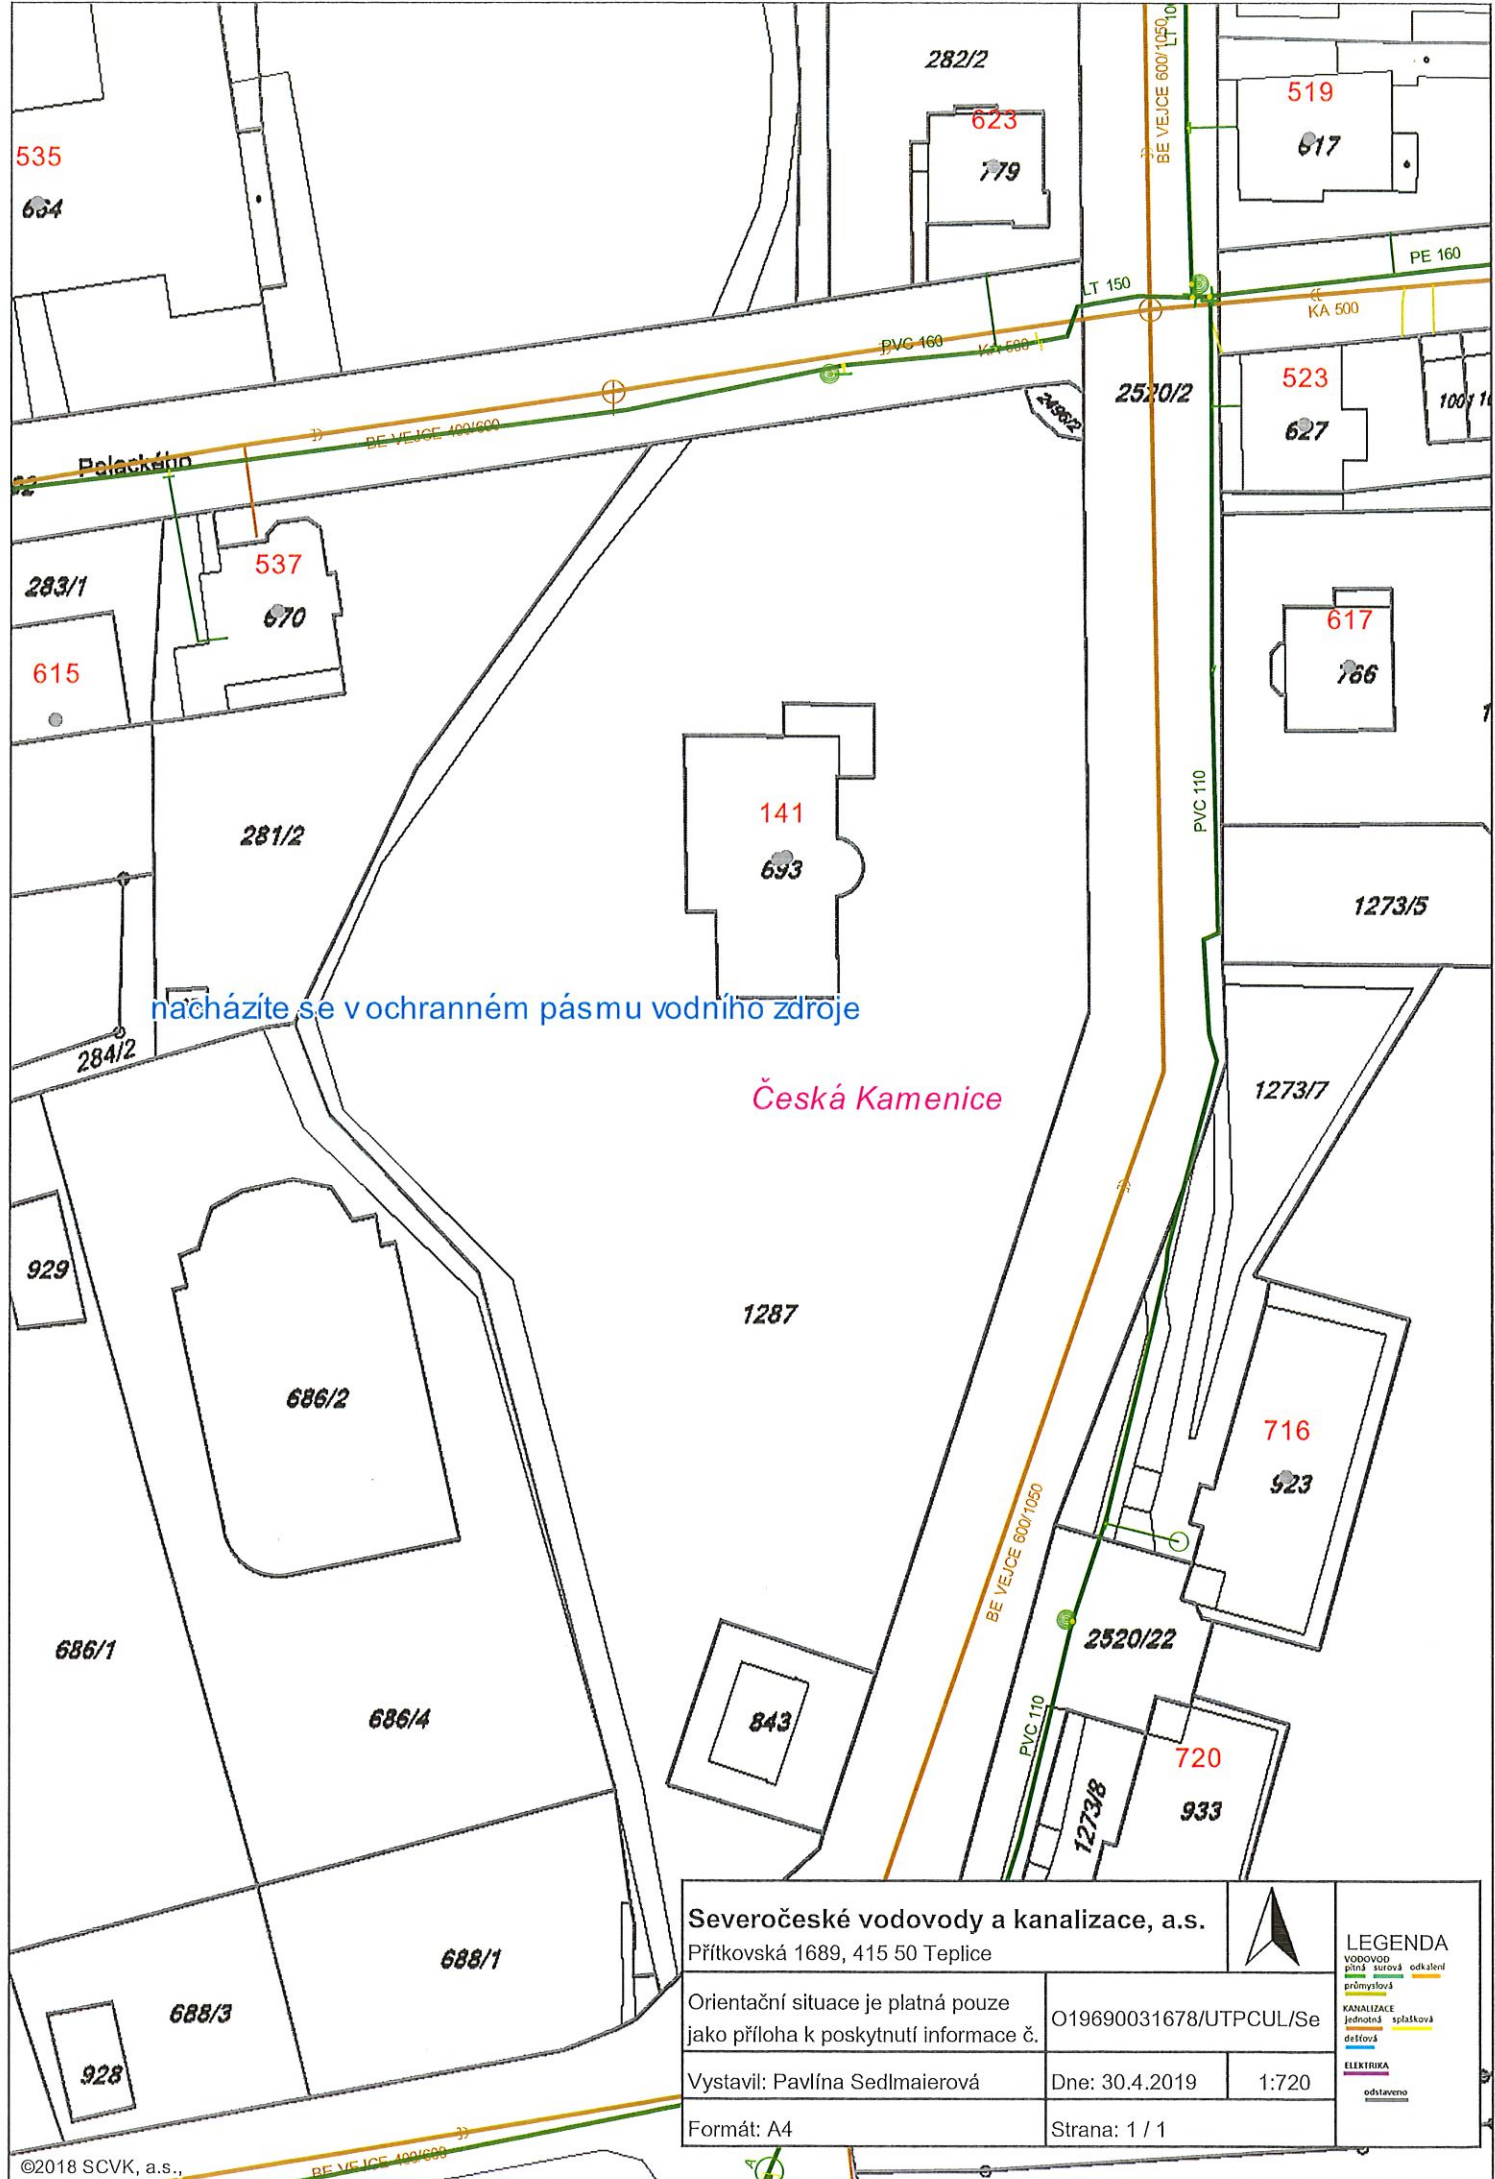 282/2
BE VEJCE 600/1050
519
617
623
779
535
664
PE 160
LT 150
KA 500
PVC 160
KA 500
523
2520/2
2496/2
1001
627
BE VEJCE 400/600
Palackého
537
283/1
670
617
766
615
PVC 110
141
281/2
693
1273/5
nacházíte se v ochranném pásmu vodního zdroje
284/2
1273/7
Česká Kamenice
929
1287
686/2
716
923
BE VEJCE 600/1050
2520/22
686/1
686/4
843
PVC 110
720
933
1273/8
688/1
688/3
928
Severočeské vodovody a kanalizace, a.s.
Přítkovská 1689, 415 50 Teplice
Orientační situace je platná pouze
jako příloha k poskytnutí informace č.
O19690031678/UTPCUL/Se
Vystavil: Pavlína Sedlmaierová
Dne: 30.4.2019
1:720
Formát: A4
Strana: 1 / 1
LEGENDA
VODOVOD
pitná surová odkalení
průmyslová
KANALIZACE
jednotná splašková
dešťová
ELEKTRIKA
odstaveno
BE VEJCE 400/600
©2018 SCVK, a.s.,